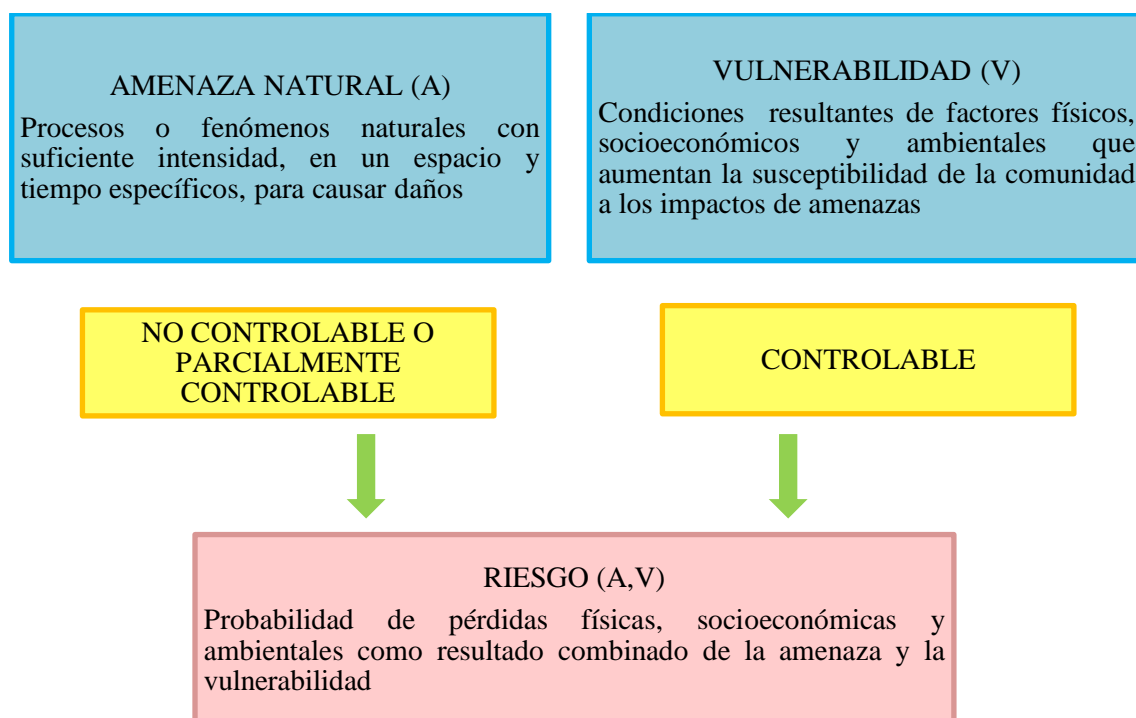 AMENAZA NATURAL (A)
Procesos o fenómenos naturales con
suficiente intensidad, en un espacio y
tiempo específicos, para causar daños
VULNERABILIDAD (V)
Condiciones resultantes de factores físicos,
socioeconómicos y ambientales que
aumentan la susceptibilidad de la comunidad
a los impactos de amenazas
NO CONTROLABLE O
PARCIALMENTE
CONTROLABLE
CONTROLABLE
RIESGO (A,V)
Probabilidad de pérdidas físicas, socioeconómicas y
ambientales como resultado combinado de la amenaza y la
vulnerabilidad